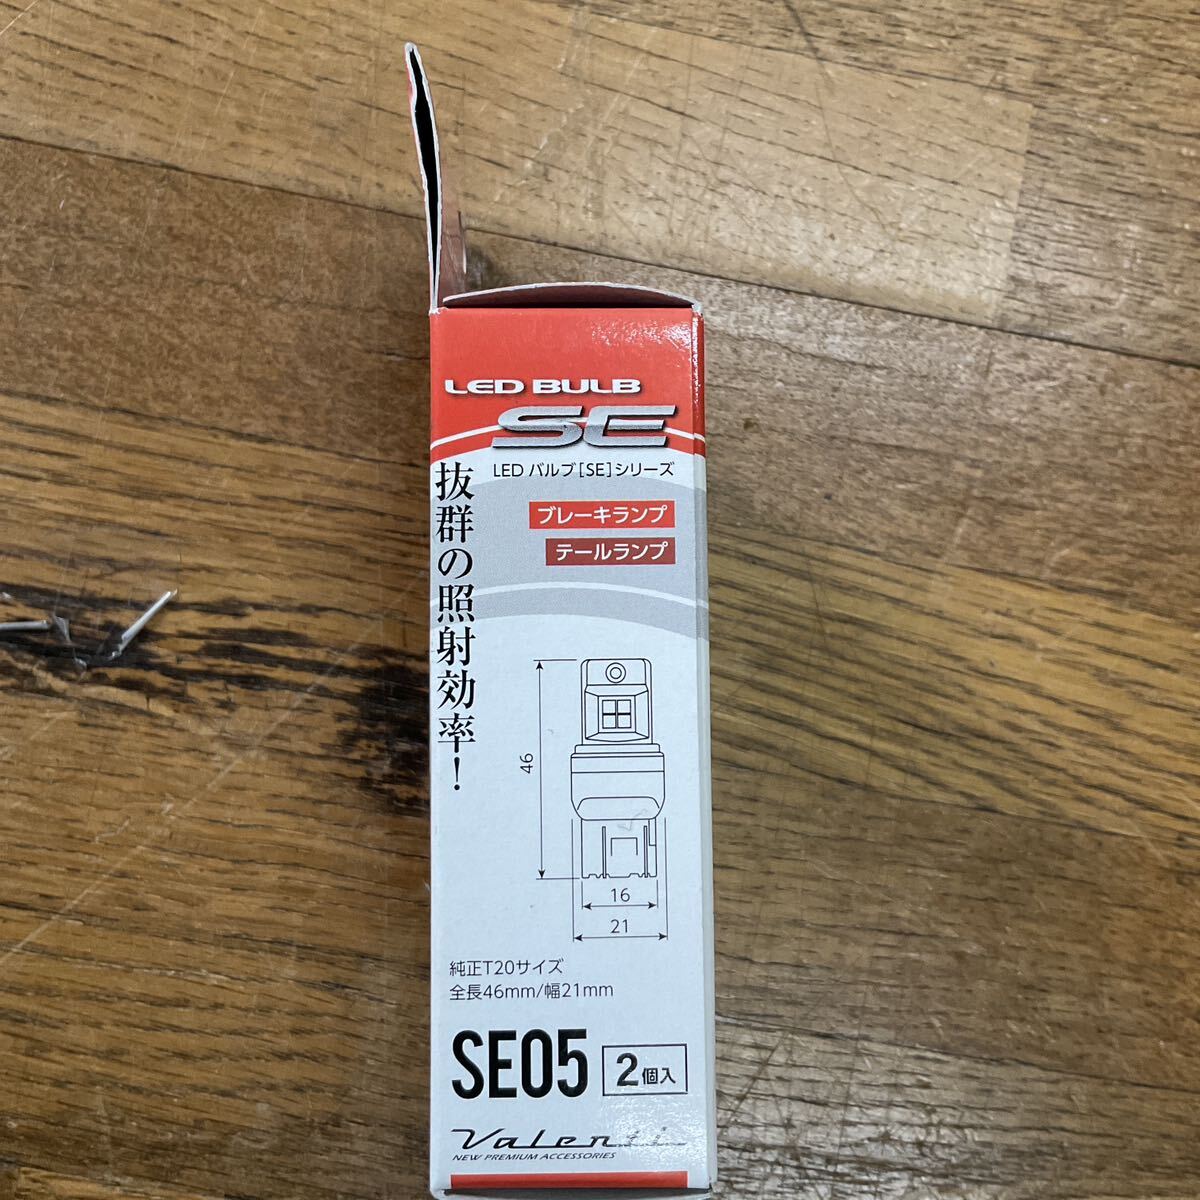 LED BULB
SE
LED バルブ[SE]シリーズ
ブレーキランプ
テールランプ
抜群の照射効率！
46
16
21
純正T20サイズ
全長46mm/幅21mm
SE05
2個入
Valenti
NEW PREMIUM ACCESSORIES